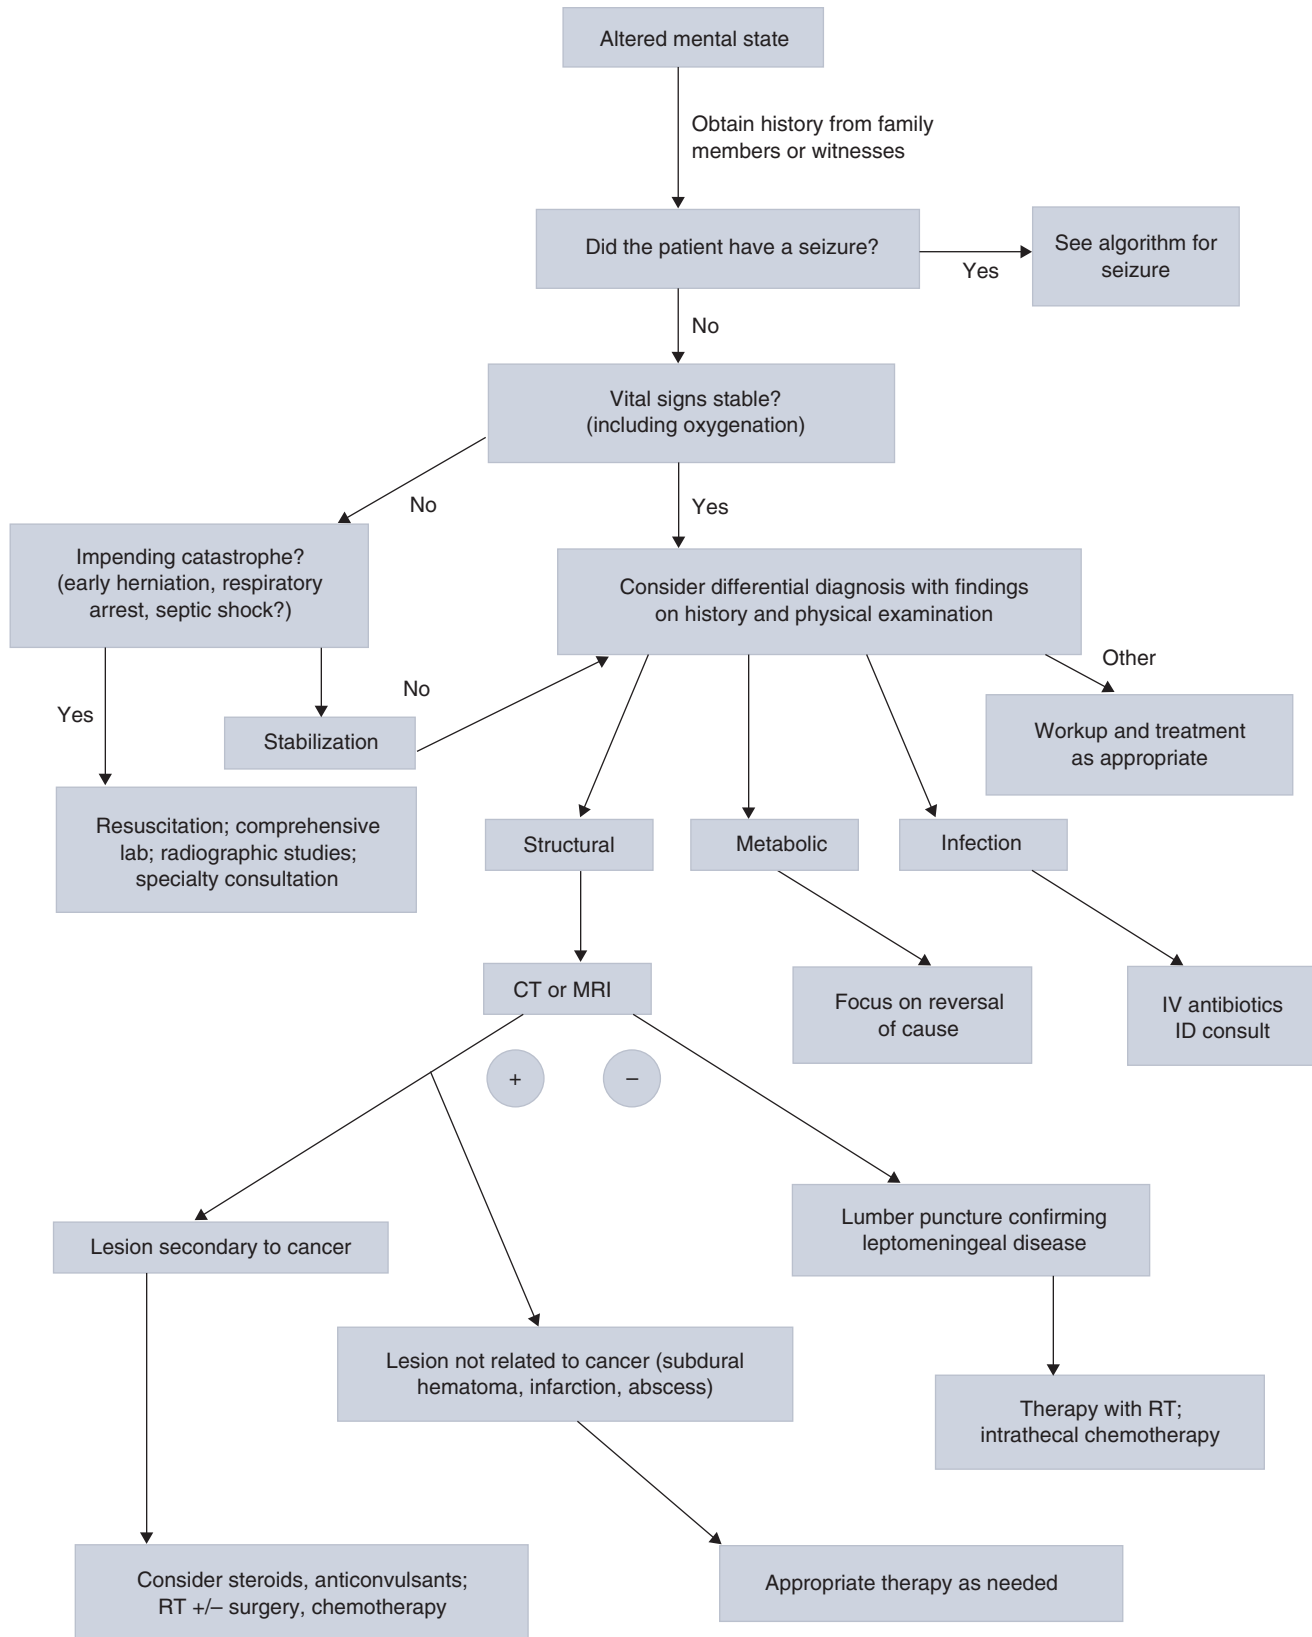 Altered mental state
Obtain history from family
members or witnesses
Did the patient have a seizure?
Yes
See algorithm for
seizure
No
Vital signs stable?
(including oxygenation)
No
Yes
Impending catastrophe?
(early herniation, respiratory
arrest, septic shock?)
Consider differential diagnosis with findings
on history and physical examination
Yes
No
Stabilization
Other
Workup and treatment
as appropriate
Resuscitation; comprehensive
lab; radiographic studies;
specialty consultation
Structural
Metabolic
Infection
CT or MRI
Focus on reversal
of cause
IV antibiotics
ID consult
+
–
Lesion secondary to cancer
Lumber puncture confirming
leptomeningeal disease
Lesion not related to cancer (subdural
hematoma, infarction, abscess)
Therapy with RT;
intrathecal chemotherapy
Consider steroids, anticonvulsants;
RT +/– surgery, chemotherapy
Appropriate therapy as needed